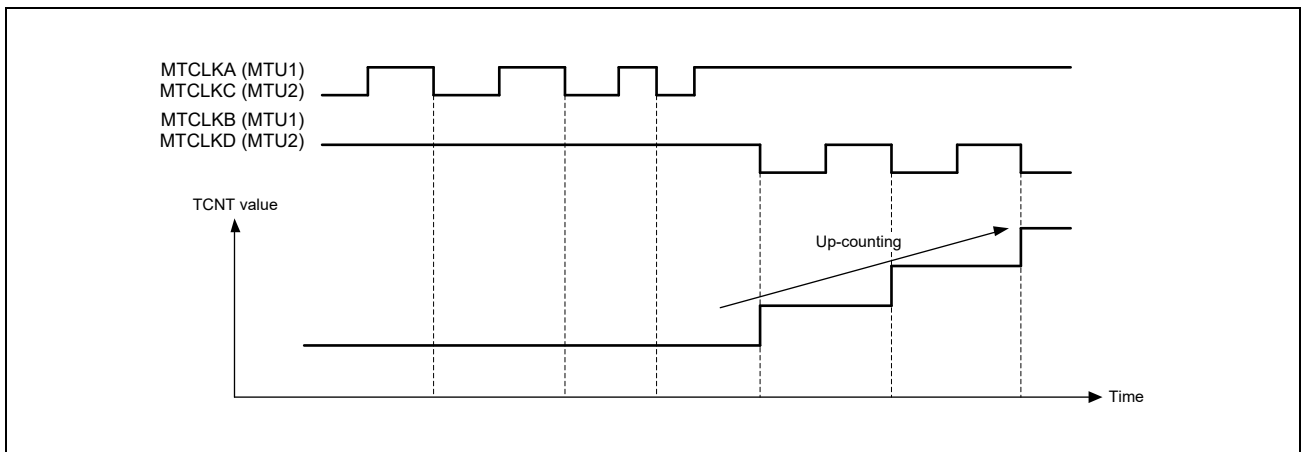 MTCLKA (MTU1)
MTCLKC (MTU2)
MTCLKB (MTU1)
MTCLKD (MTU2)
TCNT value
Up-counting
Time